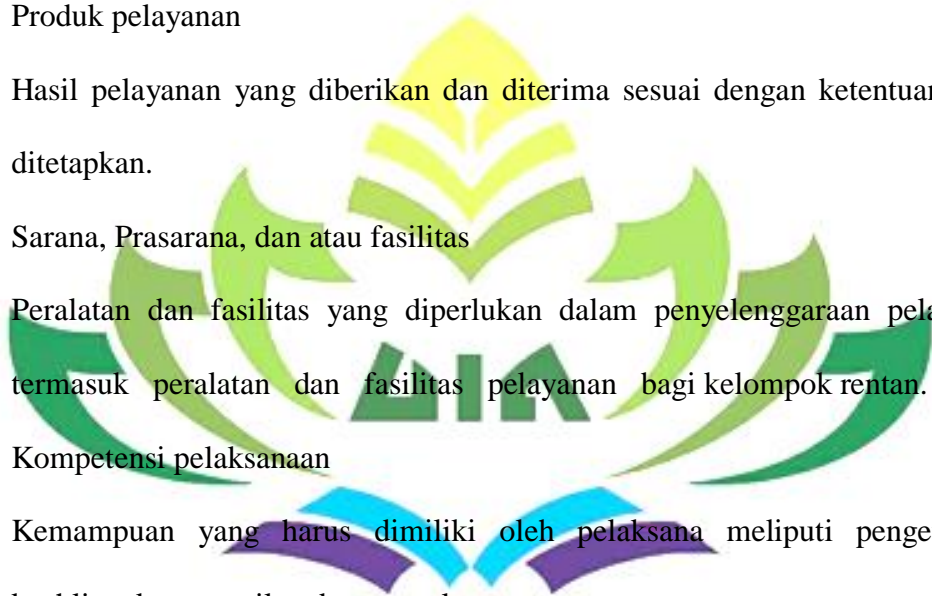 Produk pelayanan
Hasil pelayanan yang diberikan dan diterima sesuai dengan ketentuan
ditetapkan.
Sarana, Prasarana, dan atau fasilitas
Peralatan dan fasilitas yang diperlukan dalam penyelenggaraan
termasuk peralatan dan fasilitas pelayanan bagi kelompok rentan.
Kompetensi pelaksanaan
Kemampuan yang harus dimiliki oleh pelaksana meliputi